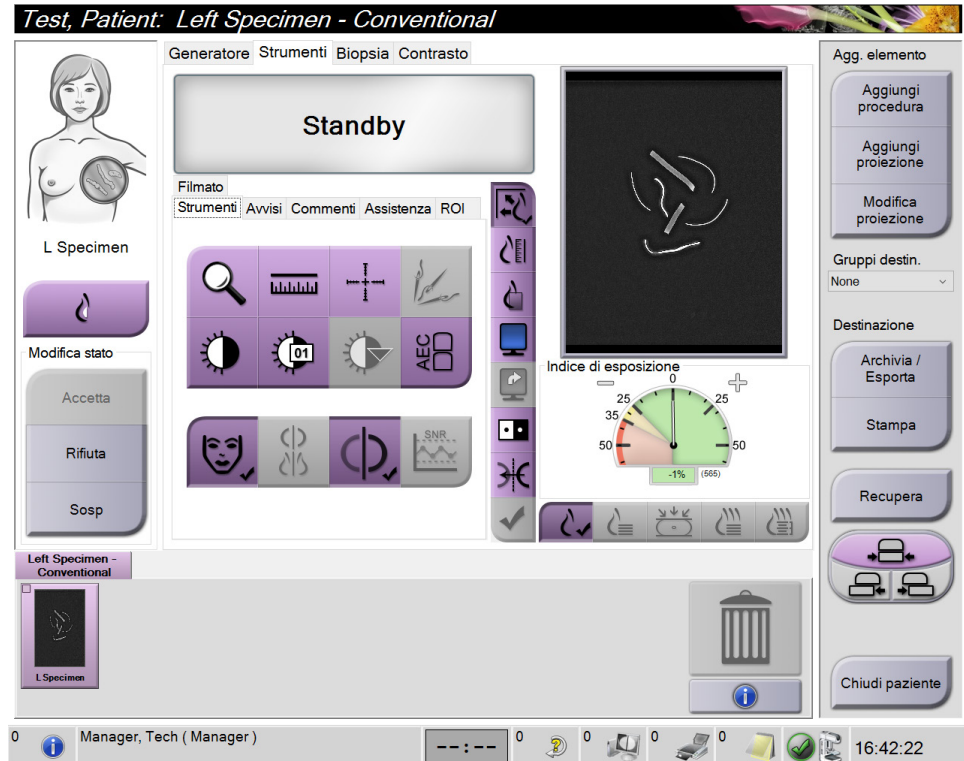 Test, Patient: Left Specimen - Conventional
Generatore Strumenti Biopsia Contrasto
Standby
Filmato
Strumenti Avvisi Commenti Assistenza ROI
L Specimen
Modifica stato
Accetta
Rifiuta
Sosp
01
AEC
SNR
Indice di esposizione
0
25 25
35
50 50
-1% (565)
Agg. elemento
Aggiungi
procedura
Aggiungi
proiezione
Modifica
proiezione
Gruppi destin.
None
Destinazione
Archivia /
Esporta
Stampa
Recupera
Chiudi paziente
Left Specimen -
Conventional
L Specimen
0 Manager, Tech ( Manager ) --:-- 0 0 0 0 16:42:22